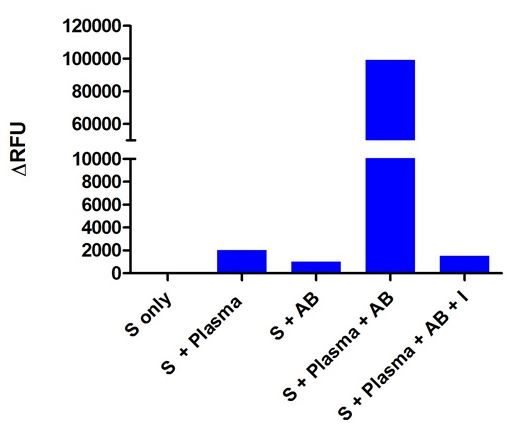 ΔRFU
120000
100000
80000
60000
10000
8000
6000
4000
2000
0
S only
S + Plasma
S + AB
S + Plasma + AB
S + Plasma + AB + I